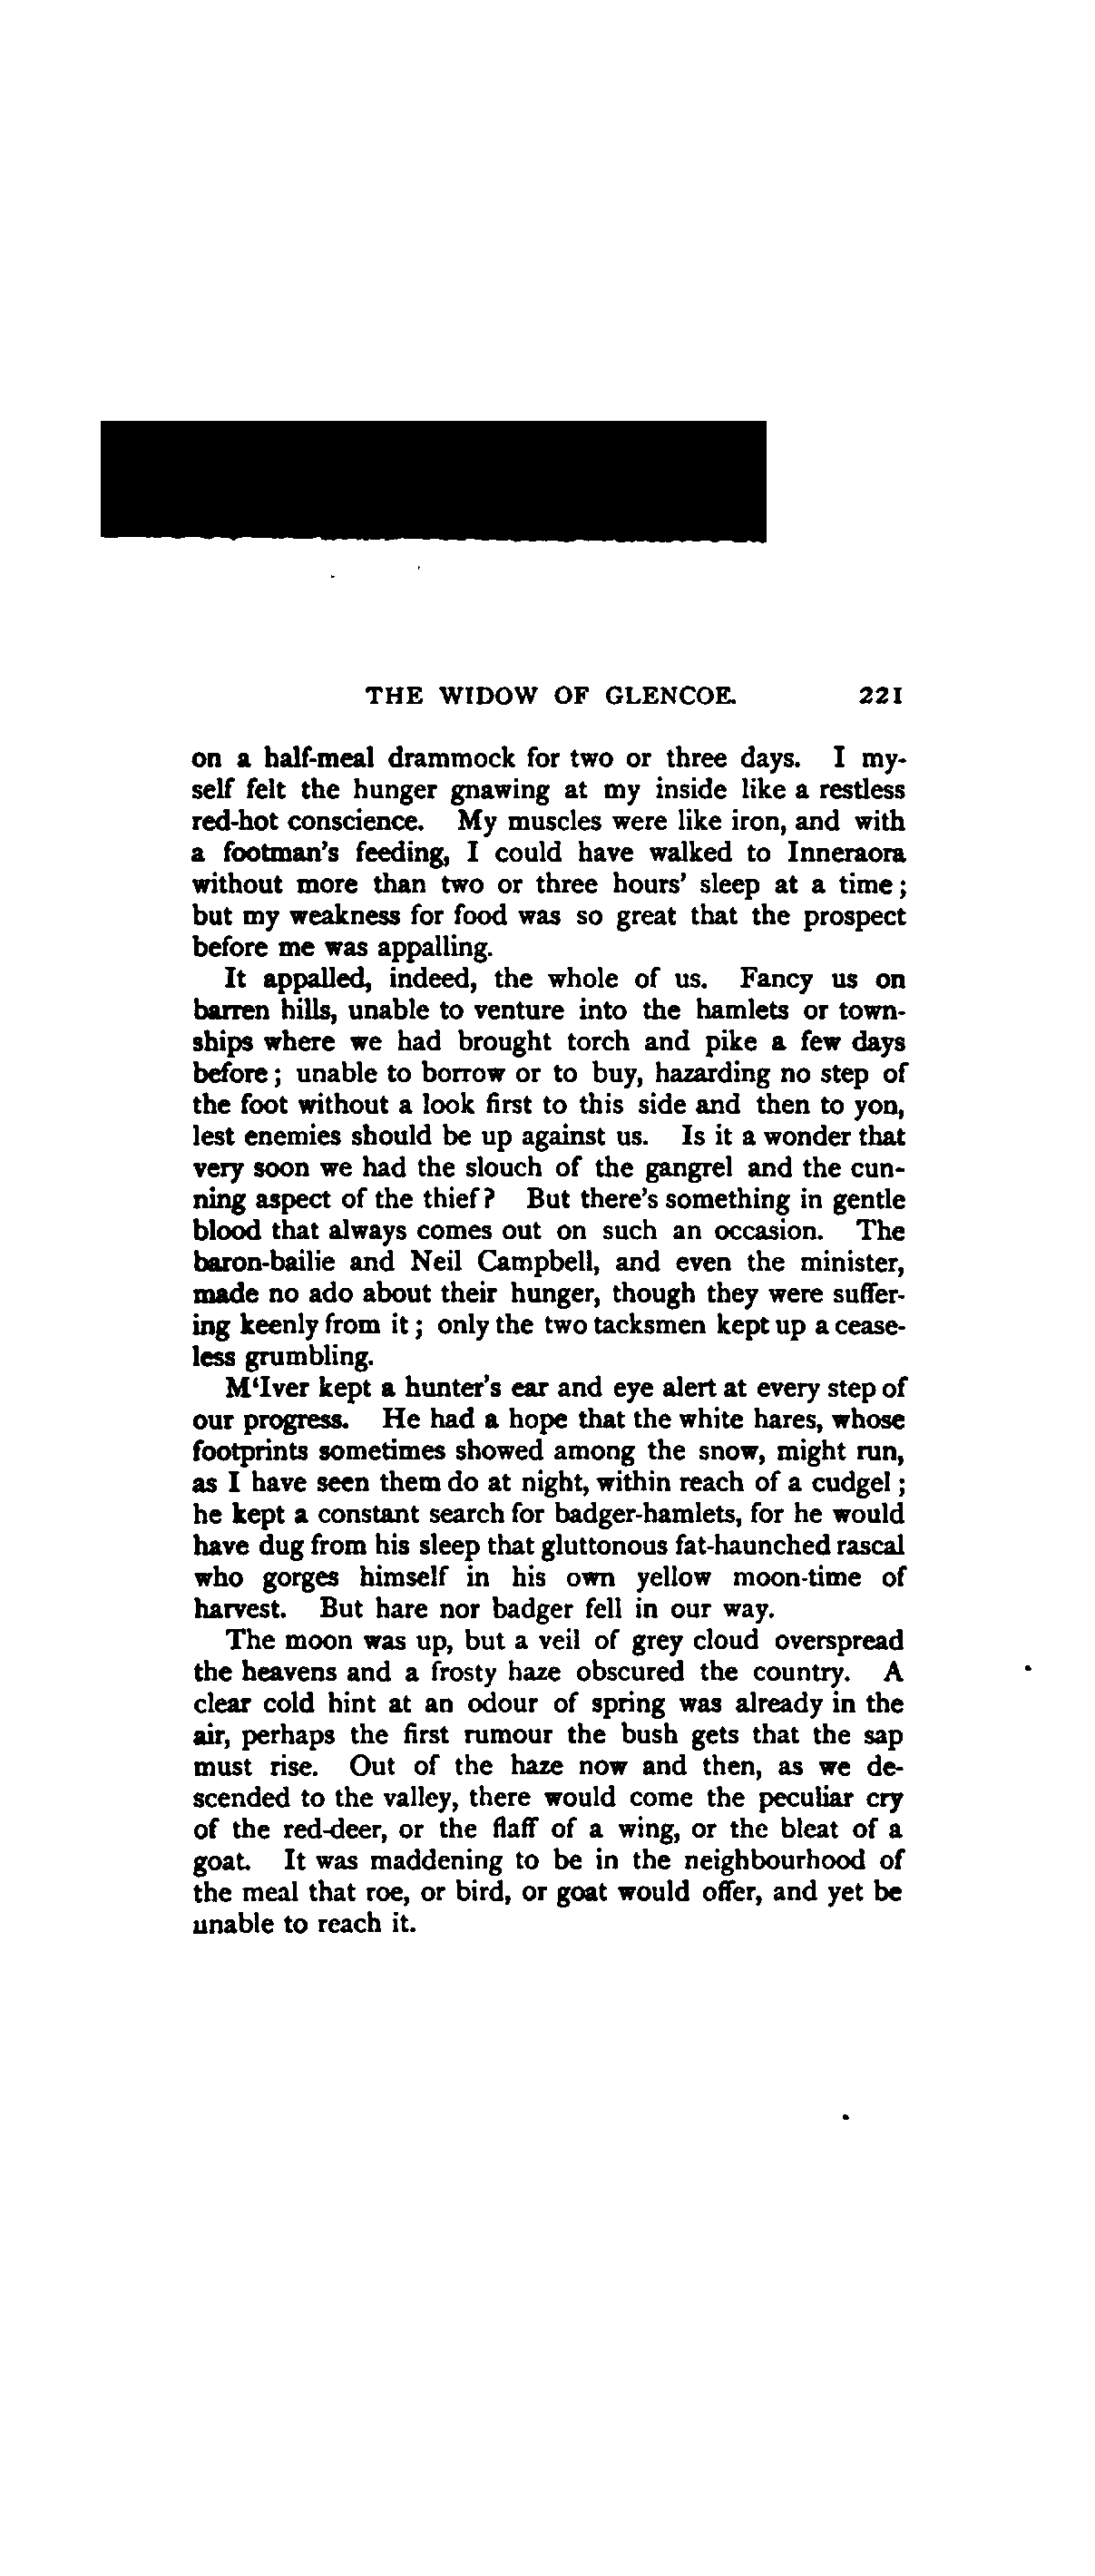 THE WIDOW OF GLENCOE. 221
on a half-meal drammock for two or three days. I my-
self felt the hunger gnawing at my inside like a restless
red-hot conscience. My muscles were like iron, and with
a footman's feeding, I could have walked to Inneraora
without more than two or three hours' sleep at a time;
but my weakness for food was so great that the prospect
before me was appalling.
It appalled, indeed, the whole of us. Fancy us on
barren hills, unable to venture into the hamlets or town-
ships where we had brought torch and pike a few days
before; unable to borrow or to buy, hazarding no step of
the foot without a look first to this side and then to yon,
lest enemies should be up against us. Is it a wonder that
very soon we had the slouch of the gangrel and the cun-
ning aspect of the thief? But there's something in gentle
blood that always comes out on such an occasion. The
baron-bailie and Neil Campbell, and even the minister,
made no ado about their hunger, though they were suffer-
ing keenly from it; only the two tacksmen kept up a cease-
less grumbling.
M'Iver kept a hunter's ear and eye alert at every step of
our progress. He had a hope that the white hares, whose
footprints sometimes showed among the snow, might run,
as I have seen them do at night, within reach of a cudgel;
he kept a constant search for badger-hamlets, for he would
have dug from his sleep that gluttonous fat-haunched rascal
who gorges himself in his own yellow moon-time of
harvest. But hare nor badger fell in our way.
The moon was up, but a veil of grey cloud overspread
the heavens and a frosty haze obscured the country. A
clear cold hint at an odour of spring was already in the
air, perhaps the first rumour the bush gets that the sap
must rise. Out of the haze now and then, as we de-
scended to the valley, there would come the peculiar cry
of the red-deer, or the flaff of a wing, or the bleat of a
goat. It was maddening to be in the neighbourhood of
the meal that roe, or bird, or goat would offer, and yet be
unable to reach it.